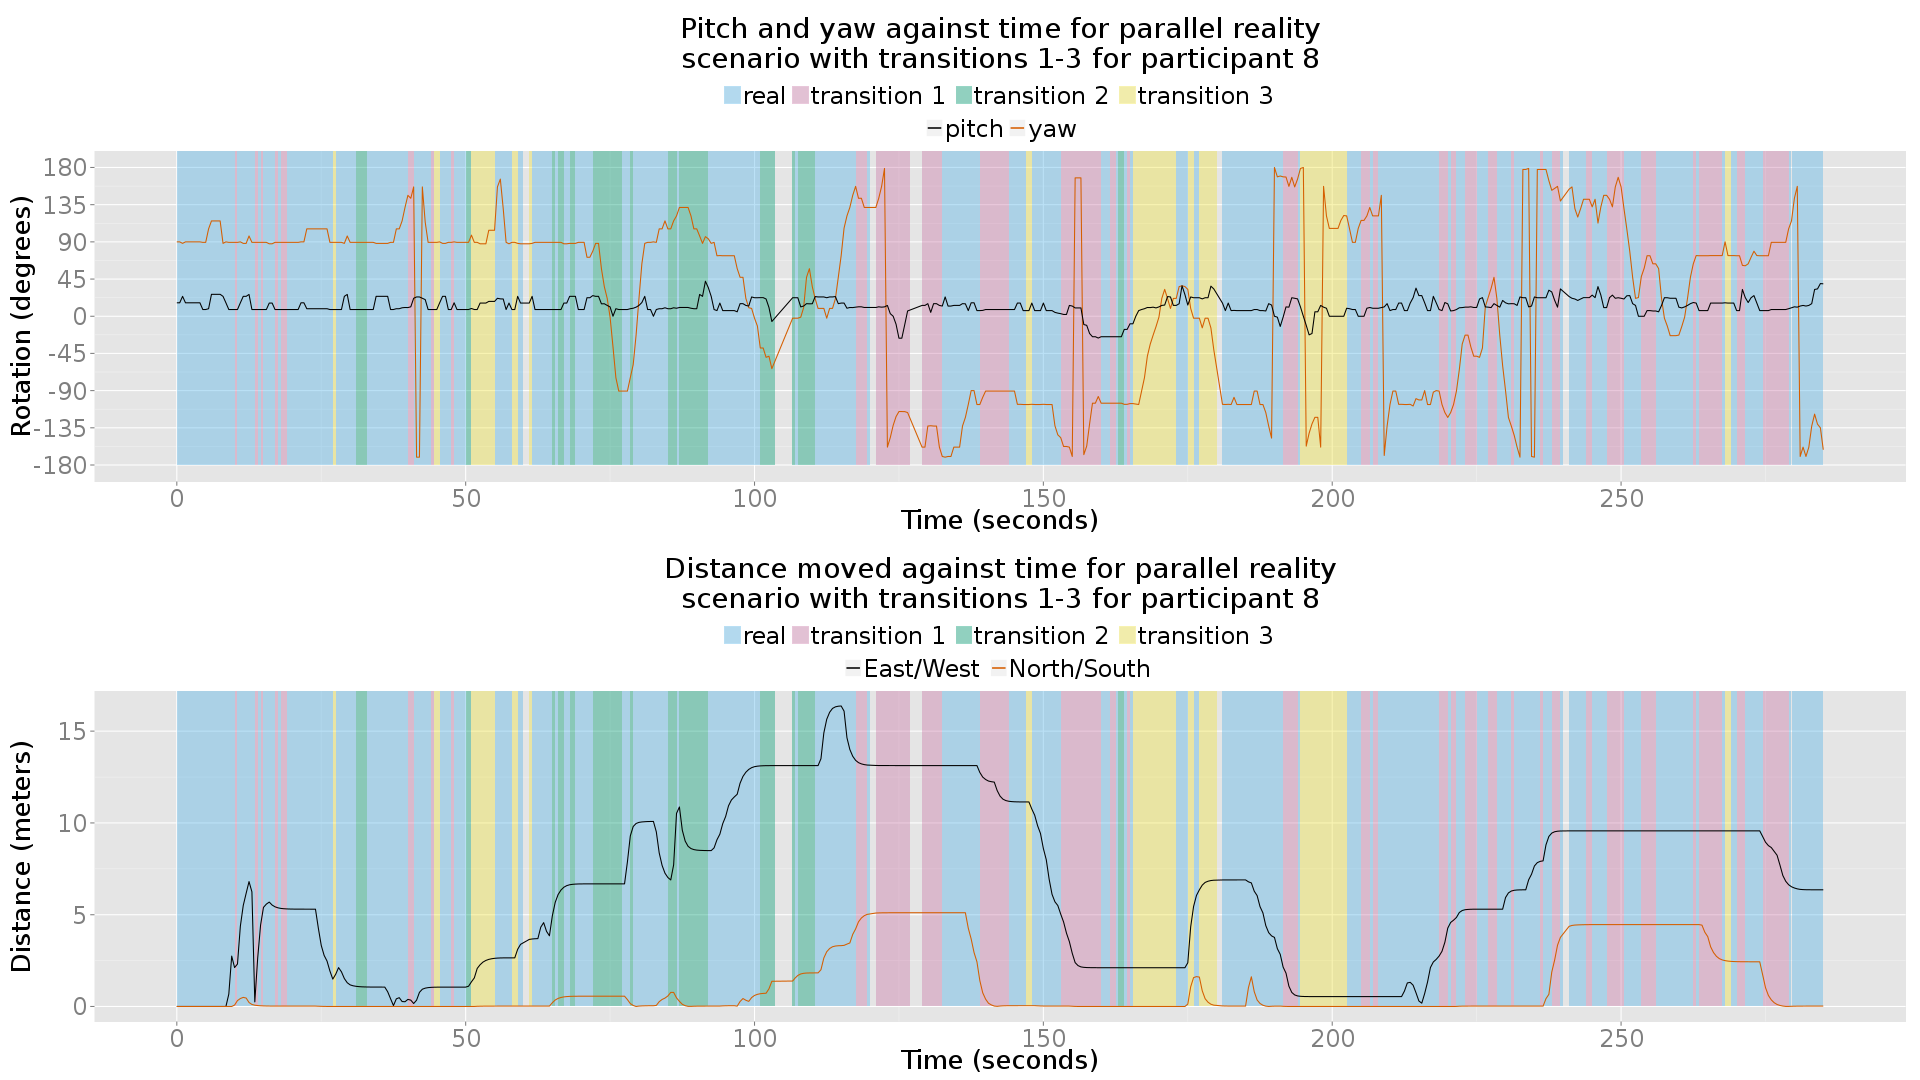 Pitch and yaw against time for parallel reality
scenario with transitions 1-3 for participant 8
real transition 1 transition 2 transition 3
pitch yaw
180
135
90
45
0
-45
-90
-135
-180
Rotation (degrees)
0 50 100 150 200 250
Time (seconds)
Distance moved against time for parallel reality
scenario with transitions 1-3 for participant 8
real transition 1 transition 2 transition 3
East/West North/South
15
10
5
0
Distance (meters)
0 50 100 150 200 250
Time (seconds)